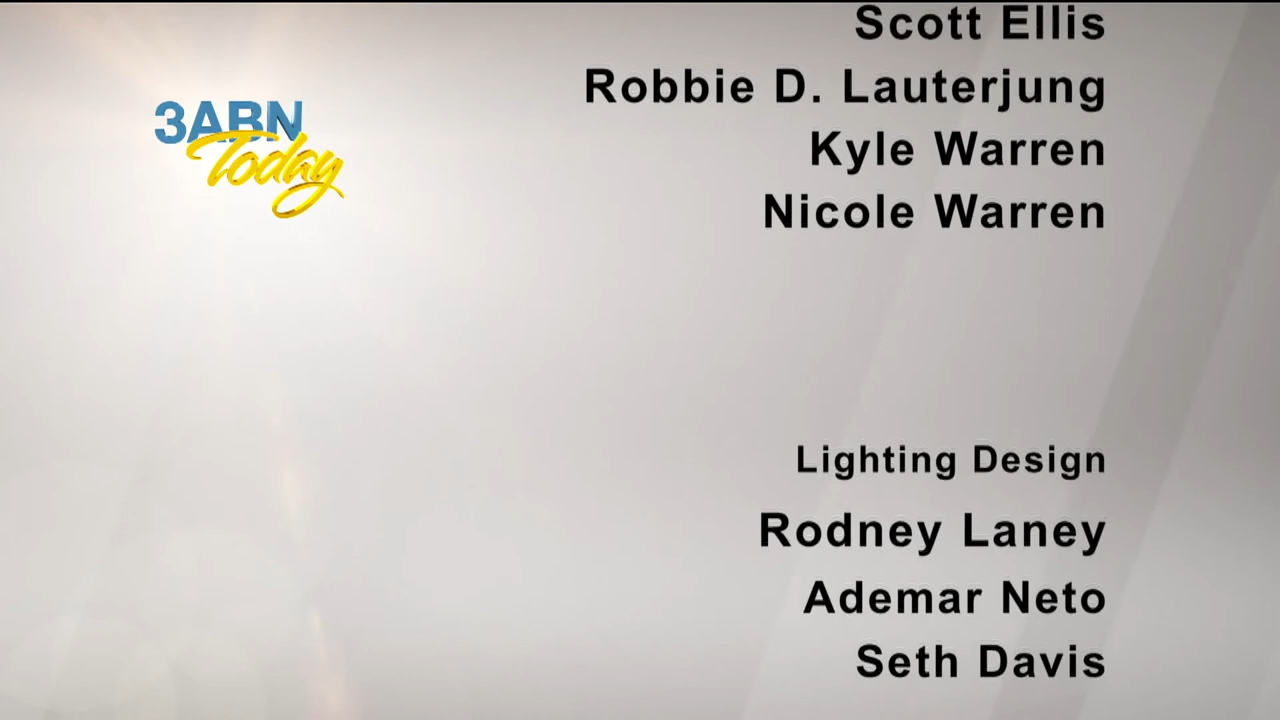 Scott Ellis
Robbie D. Lauterjung
3ABN
Today
Kyle Warren
Nicole Warren
Lighting Design
Rodney Laney
Ademar Neto
Seth Davis